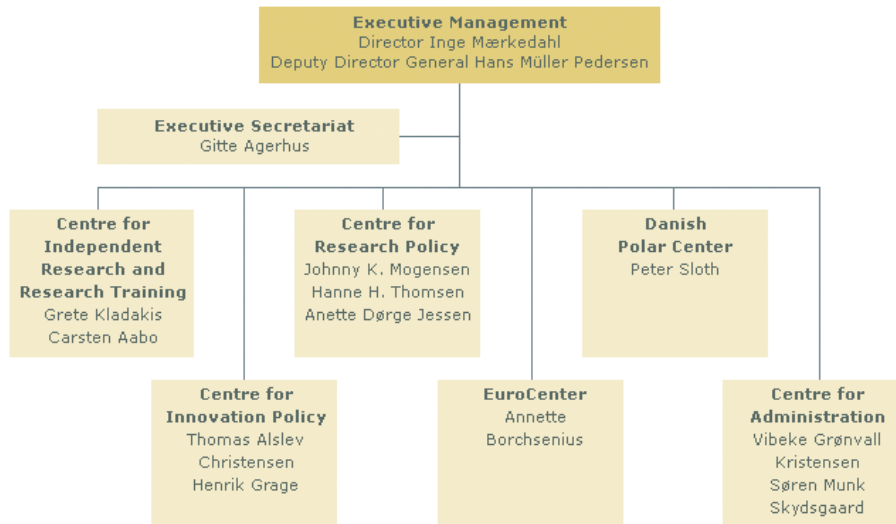 Executive Management
Director Inge Mærkedahl
Deputy Director General Hans Müller Pedersen
Executive Secretariat
Gitte Agerhus
Centre for
Independent
Research and
Research Training
Grete Kladakis
Carsten Aabo
Centre for
Research Policy
Johnny K. Mogensen
Hanne H. Thomsen
Anette Dørge Jessen
Danish
Polar Center
Peter Sloth
Centre for
Innovation Policy
Thomas Alslev
Christensen
Henrik Grage
EuroCenter
Annette
Borchsenius
Centre for
Administration
Vibeke Grønvall
Kristensen
Søren Munk
Skydsgaard